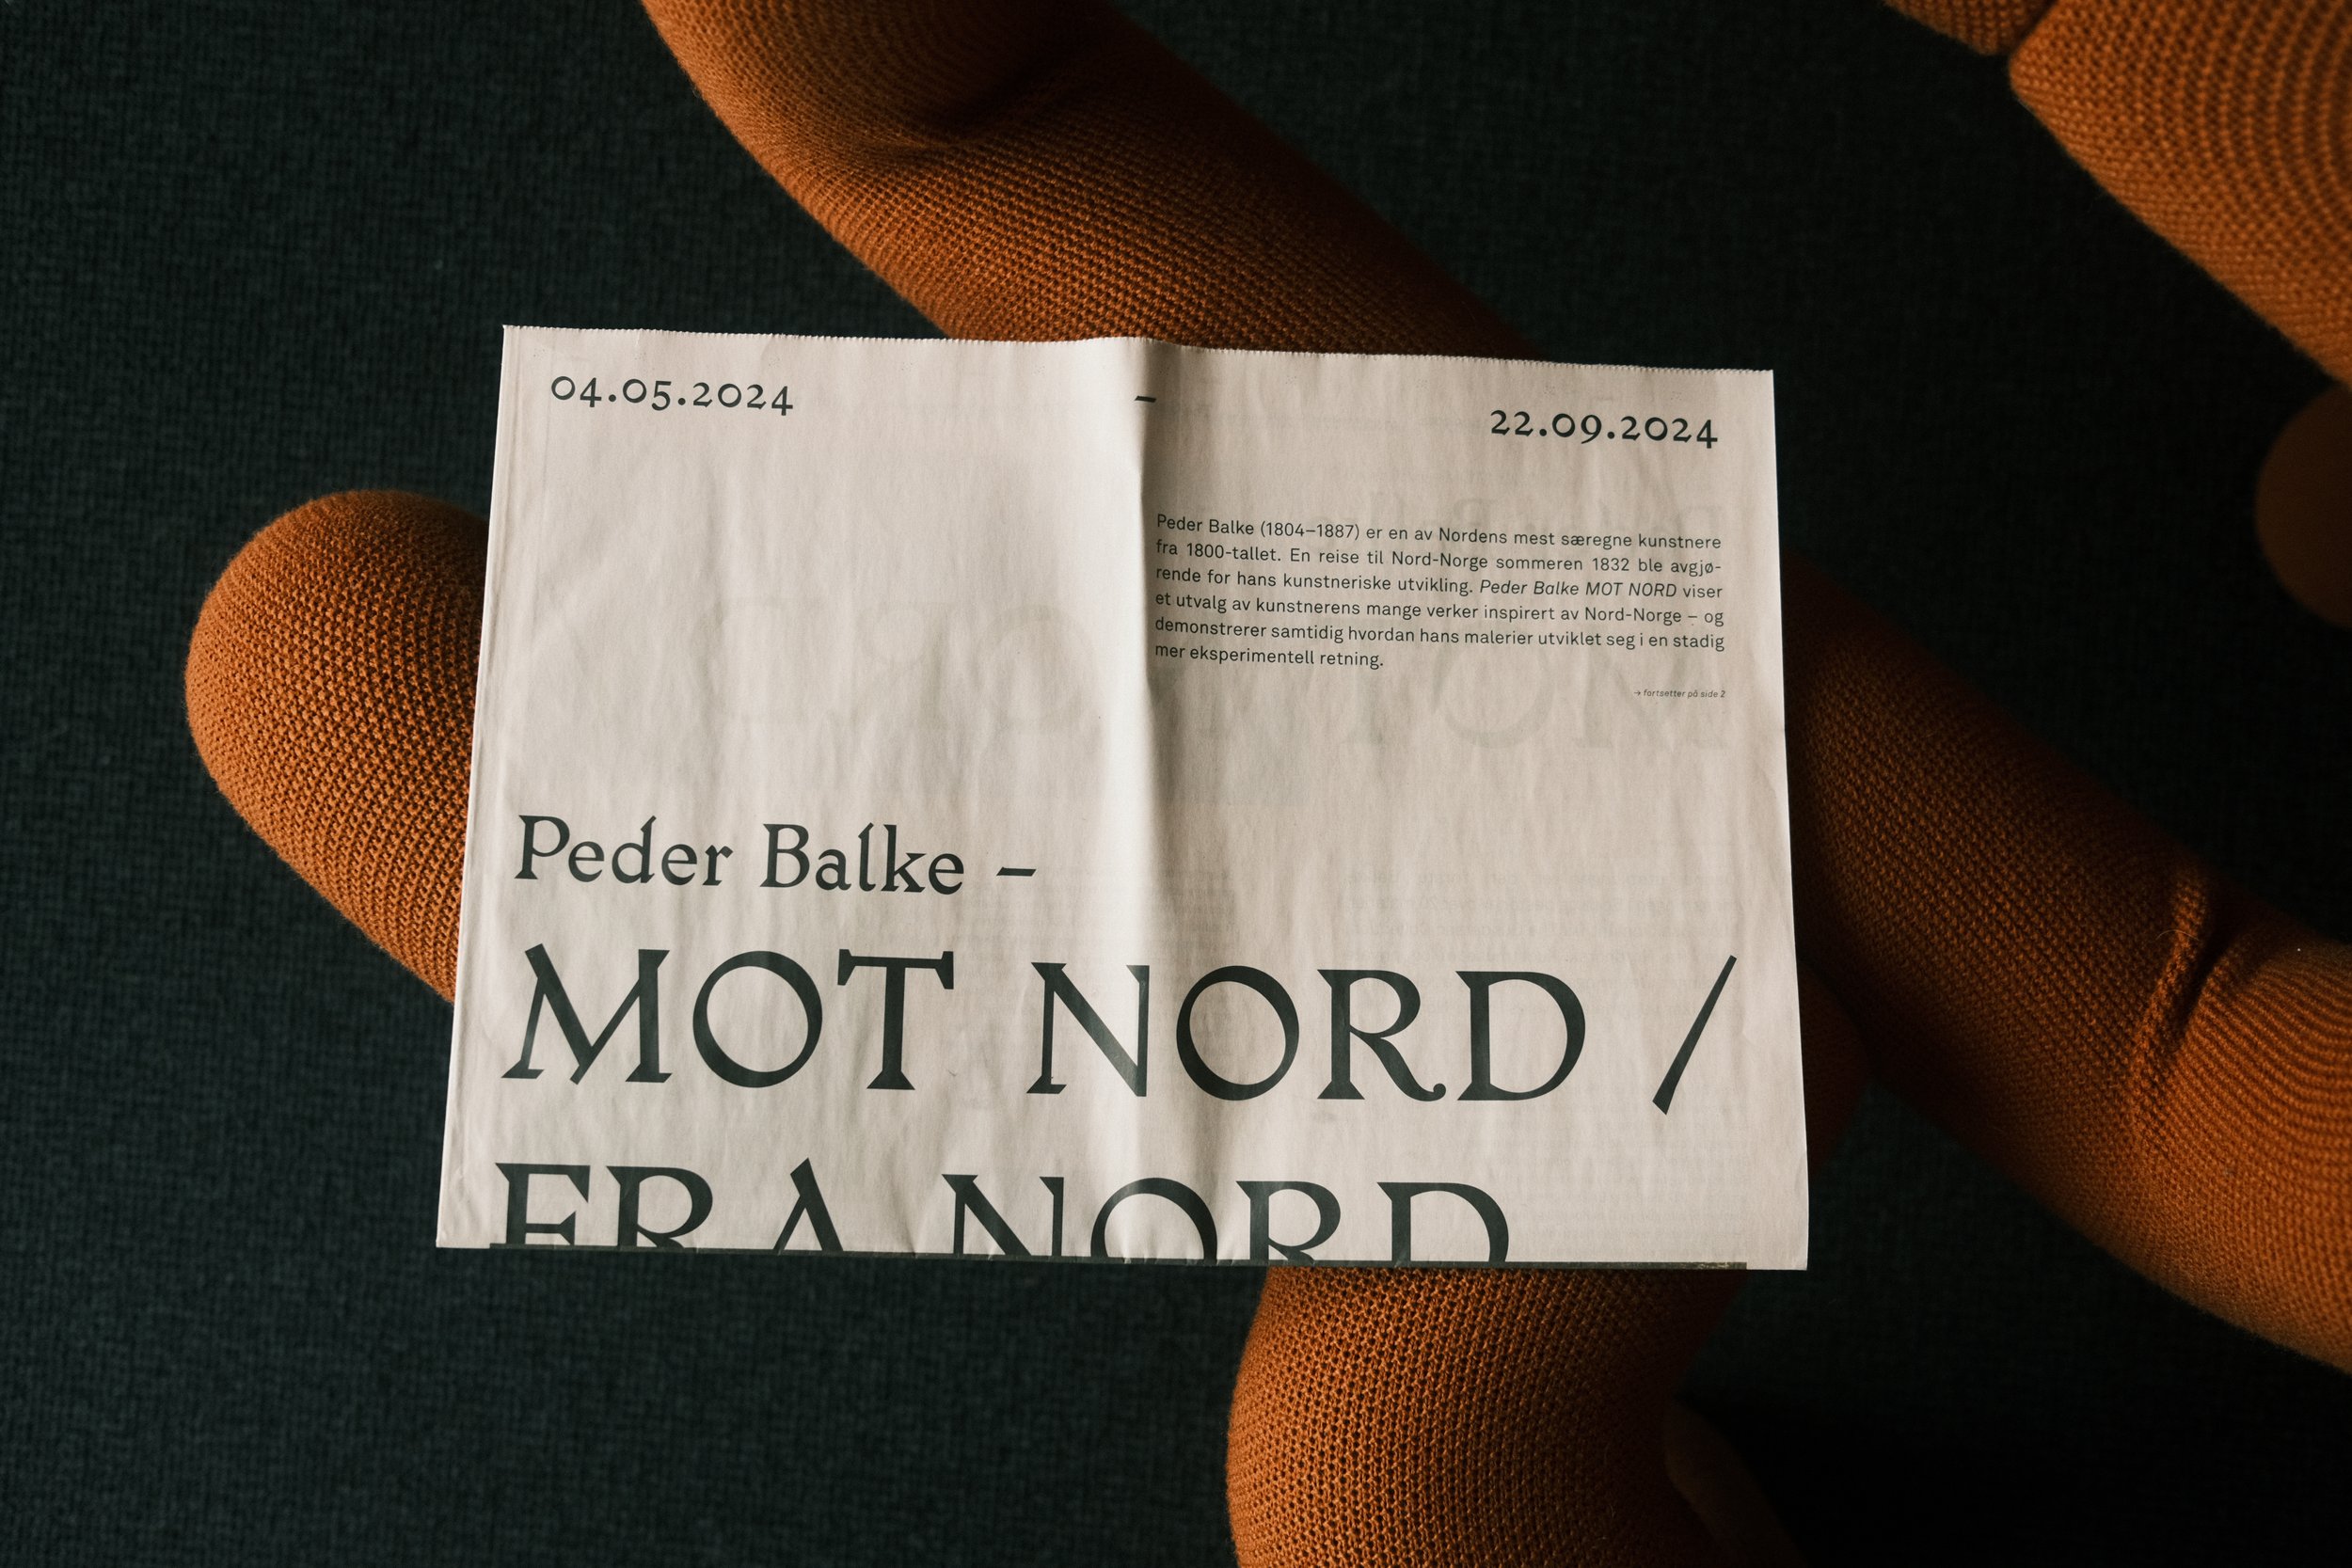 04.05.2024 – 22.09.2024
Peder Balke (1804–1887) er en av Nordens mest særegne kunstnere
fra 1800-tallet. En reise til Nord-Norge sommeren 1832 ble avgjø-
rende for hans kunstneriske utvikling. Peder Balke MOT NORD viser
et utvalg av kunstnerens mange verker inspirert av Nord-Norge – og
demonstrerer samtidig hvordan hans malerier utviklet seg i en stadig
mer eksperimentell retning.
→ fortsetter på side 2
Peder Balke –
MOT NORD /
FRA NORD